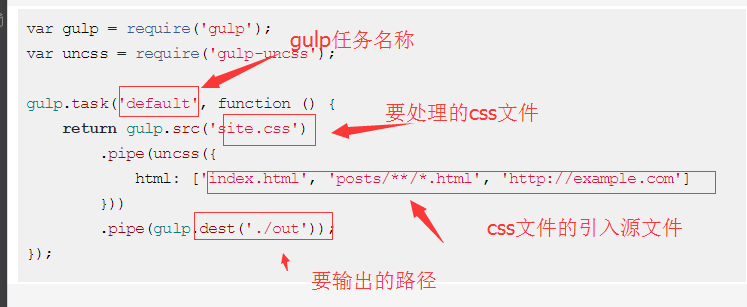 var gulp = require('gulp');
gulp任务名称
var uncss = require('gulp-uncss');
gulp.task('default', function () {
要处理的css文件
return gulp.src('site.css')
.pipe(uncss({
html: ['index.html', 'posts/**/*.html', 'http://example.com']
}))
css文件的引入源文件
.pipe(gulp.dest('./out'));
});
要输出的路径